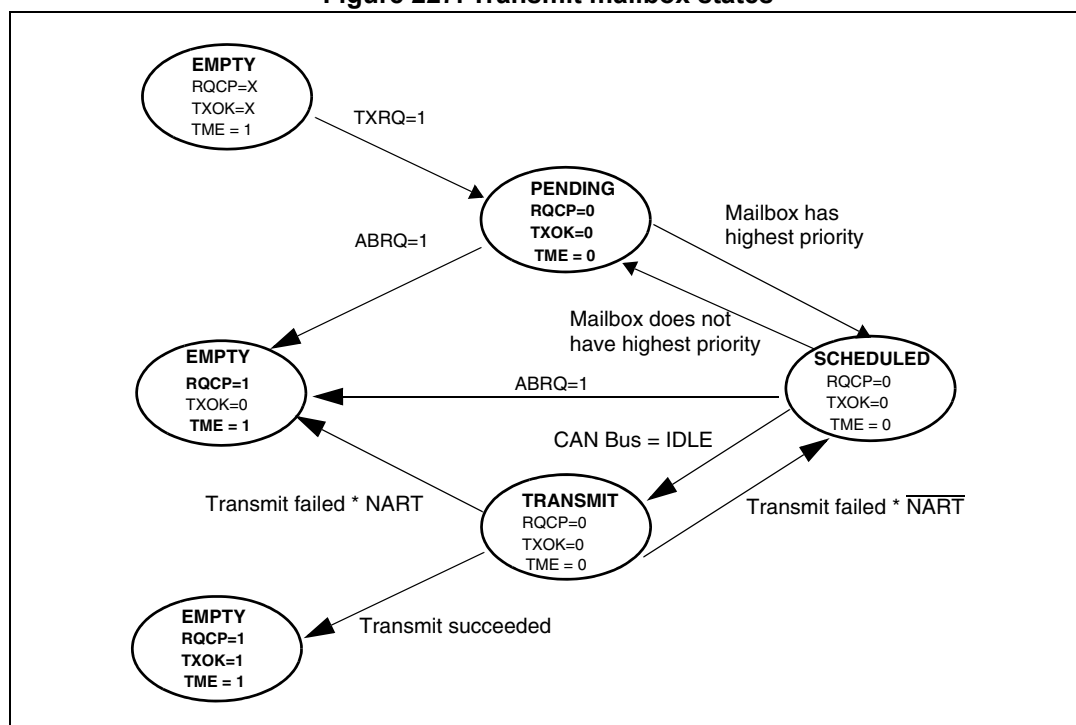 Figure 227. Transmit mailbox states
EMPTY
RQCP=X
TXOK=X
TME = 1
TXRQ=1
PENDING
RQCP=0
TXOK=0
TME = 0
Mailbox has
highest priority
ABRQ=1
Mailbox does not
have highest priority
EMPTY
RQCP=1
TXOK=0
TME = 1
SCHEDULED
RQCP=0
TXOK=0
TME = 0
ABRQ=1
CAN Bus = IDLE
Transmit failed * NART
TRANSMIT
RQCP=0
TXOK=0
TME = 0
Transmit failed * N̅A̅R̅T̅
EMPTY
RQCP=1
TXOK=1
TME = 1
Transmit succeeded